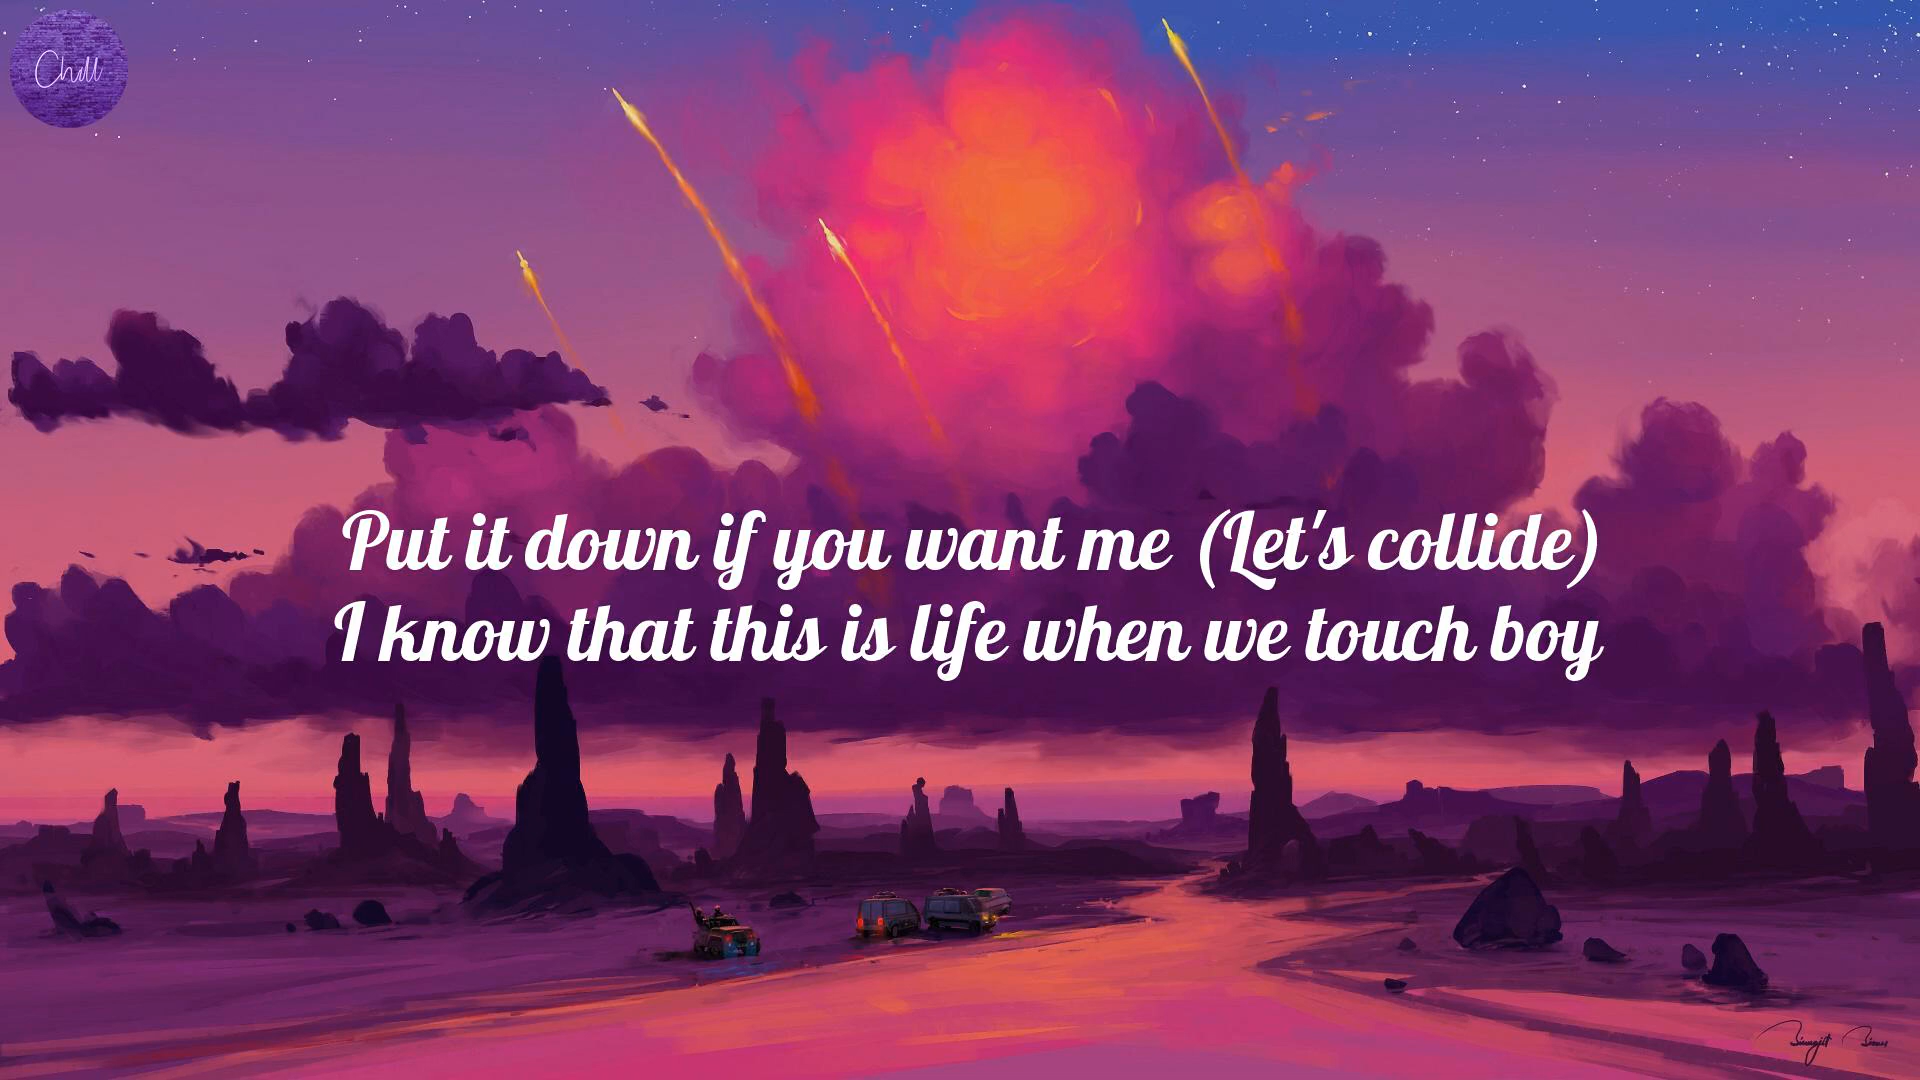 Chill
Put it down if you want me (Let's collide)
I know that this is life when we touch boy